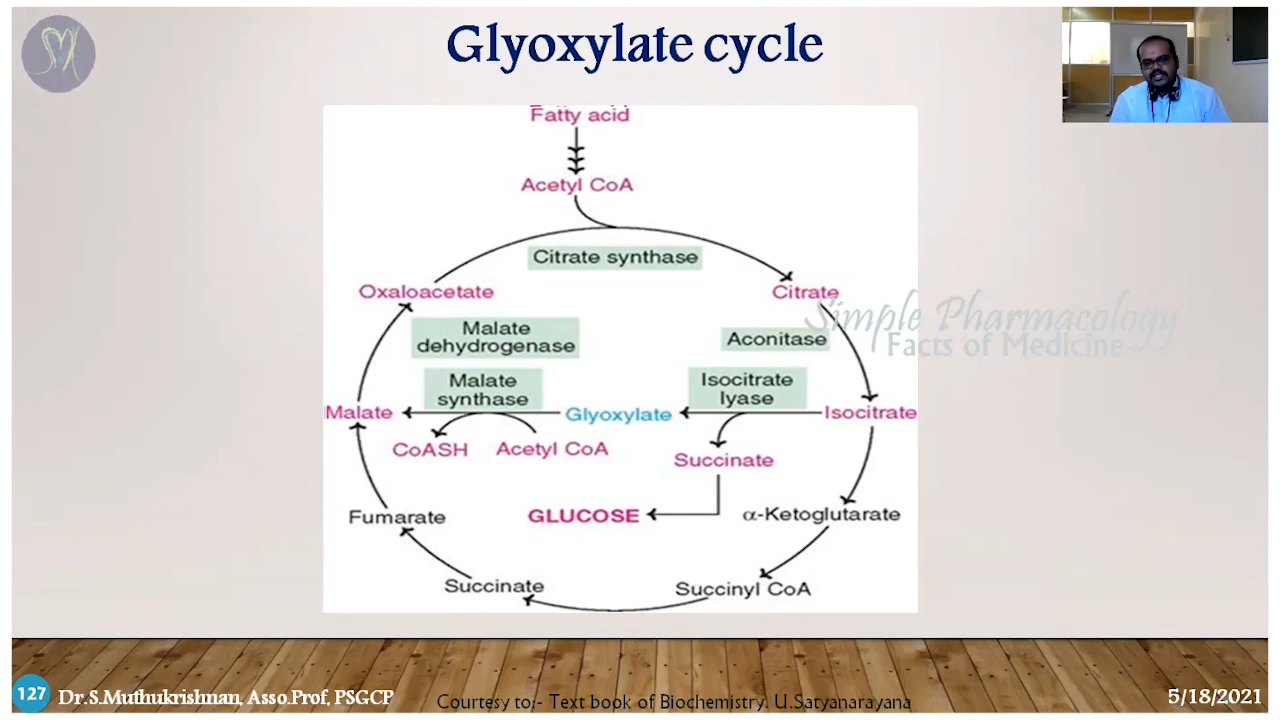 Glyoxylate cycle
Fatty acid
Acetyl CoA
Citrate synthase
Oxaloacetate
Citrate
Simple Pharmacology
Facts of Medicine
Malate
dehydrogenase
Aconitase
Malate
synthase
Isocitrate
lyase
Malate
Glyoxylate
Isocitrate
CoASH
Acetyl CoA
Succinate
Fumarate
GLUCOSE
α-Ketoglutarate
Succinate
Succinyl CoA
127
Dr.S.Muthukrishnan, Asso.Prof, PSGCP
Courtesy to:- Text book of Biochemistry. U.Satyanarayana
5/18/2021